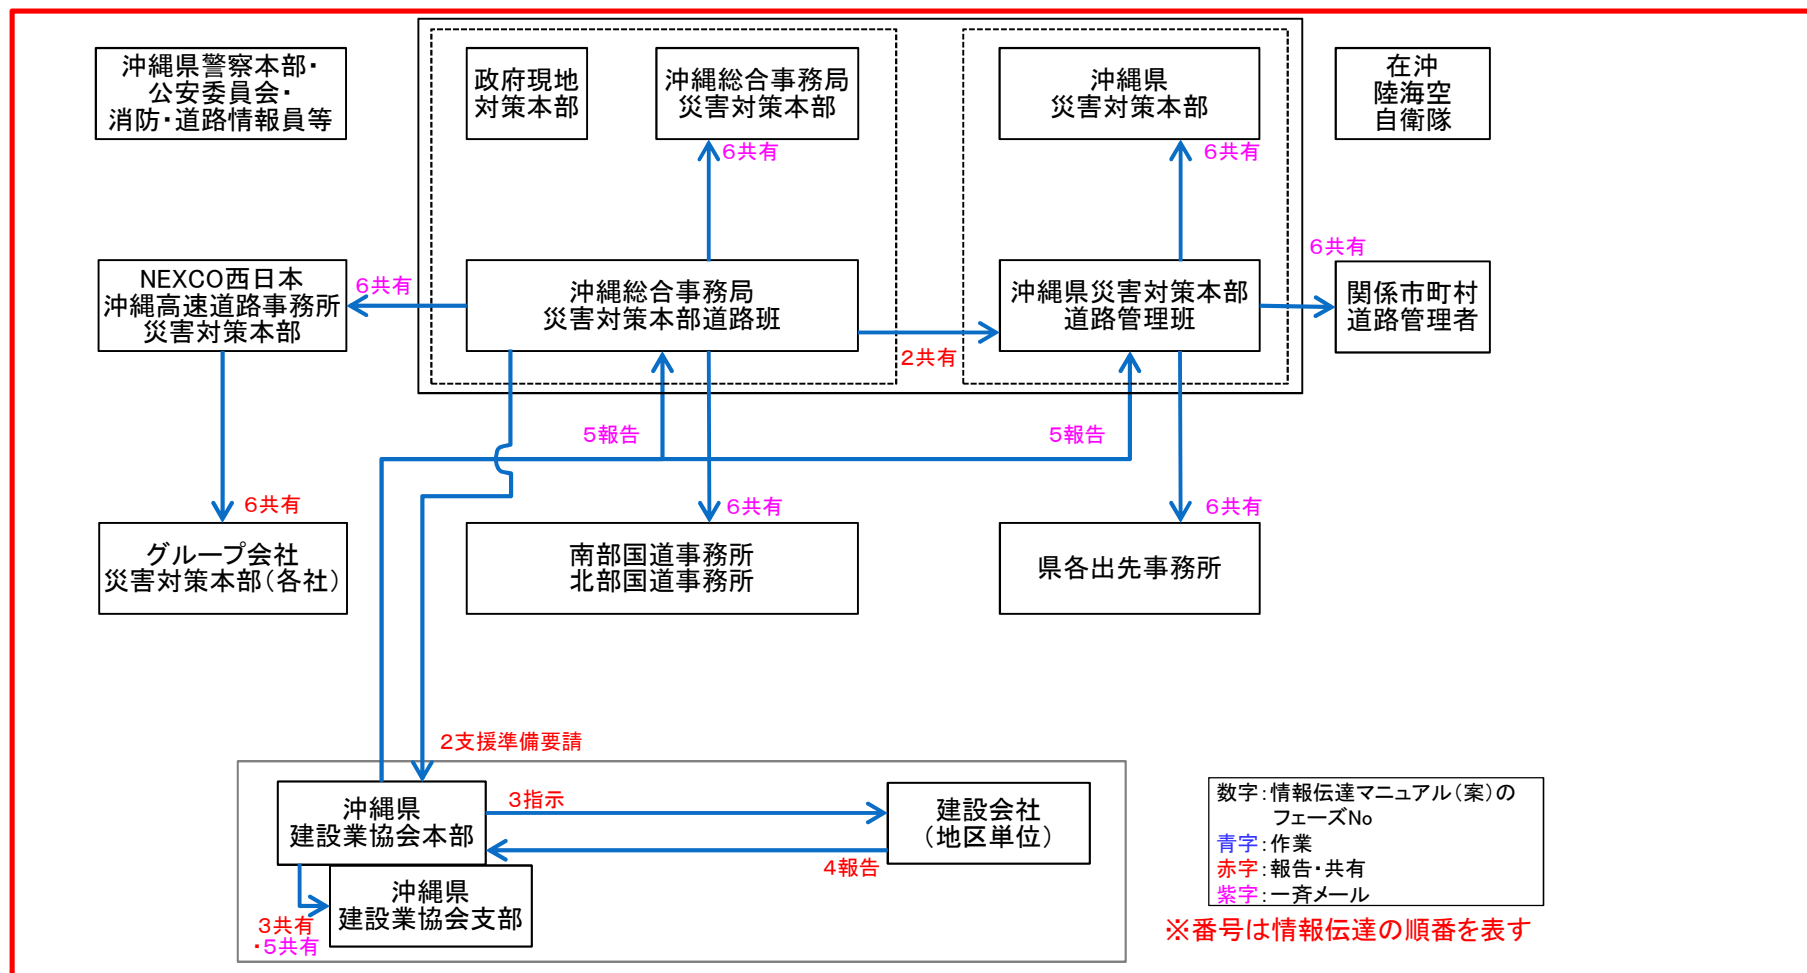 沖縄県警察本部・
公安委員会・
消防・道路情報員等
政府現地
対策本部
沖縄総合事務局
災害対策本部
沖縄県
災害対策本部
在沖
陸海空
自衛隊
6共有
6共有
6共有
NEXCO西日本
沖縄高速道路事務所
災害対策本部
6共有
沖縄総合事務局
災害対策本部道路班
2共有
沖縄県災害対策本部
道路管理班
関係市町村
道路管理者
5報告
5報告
6共有
6共有
6共有
グループ会社
災害対策本部(各社)
南部国道事務所
北部国道事務所
県各出先事務所
2支援準備要請
沖縄県
建設業協会本部
3指示
建設会社
(地区単位)
4報告
沖縄県
建設業協会支部
3共有
・5共有
数字:情報伝達マニュアル(案)の
フェーズNo
青字:作業
赤字:報告・共有
紫字:一斉メール
※番号は情報伝達の順番を表す